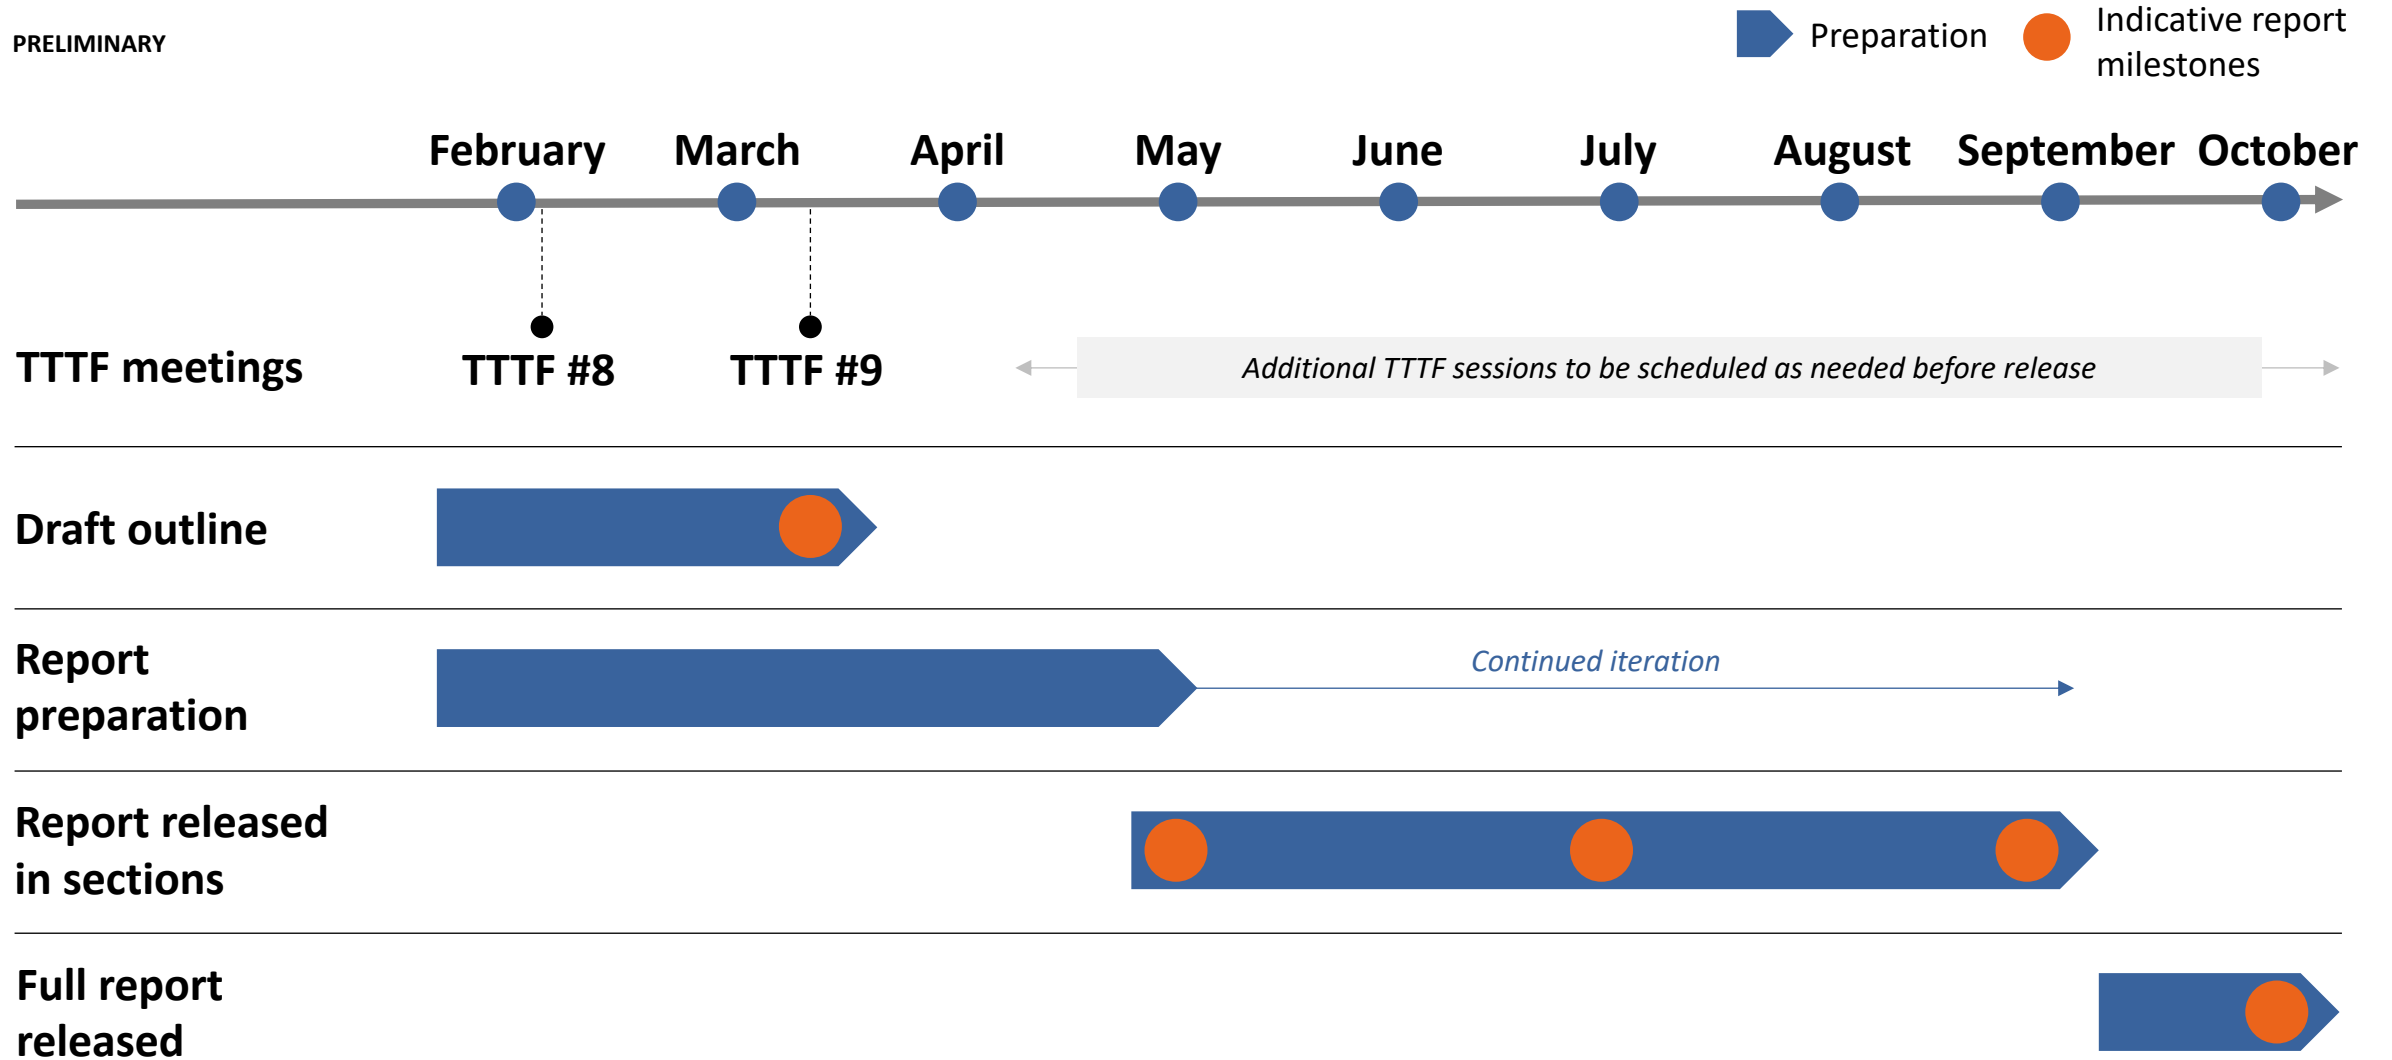 PRELIMINARY
Preparation
Indicative report
milestones
February March April May June July August September October
TTTF meetings
TTTF #8
TTTF #9
Additional TTTF sessions to be scheduled as needed before release
Draft outline
Report
preparation
Continued iteration
Report released
in sections
Full report
released